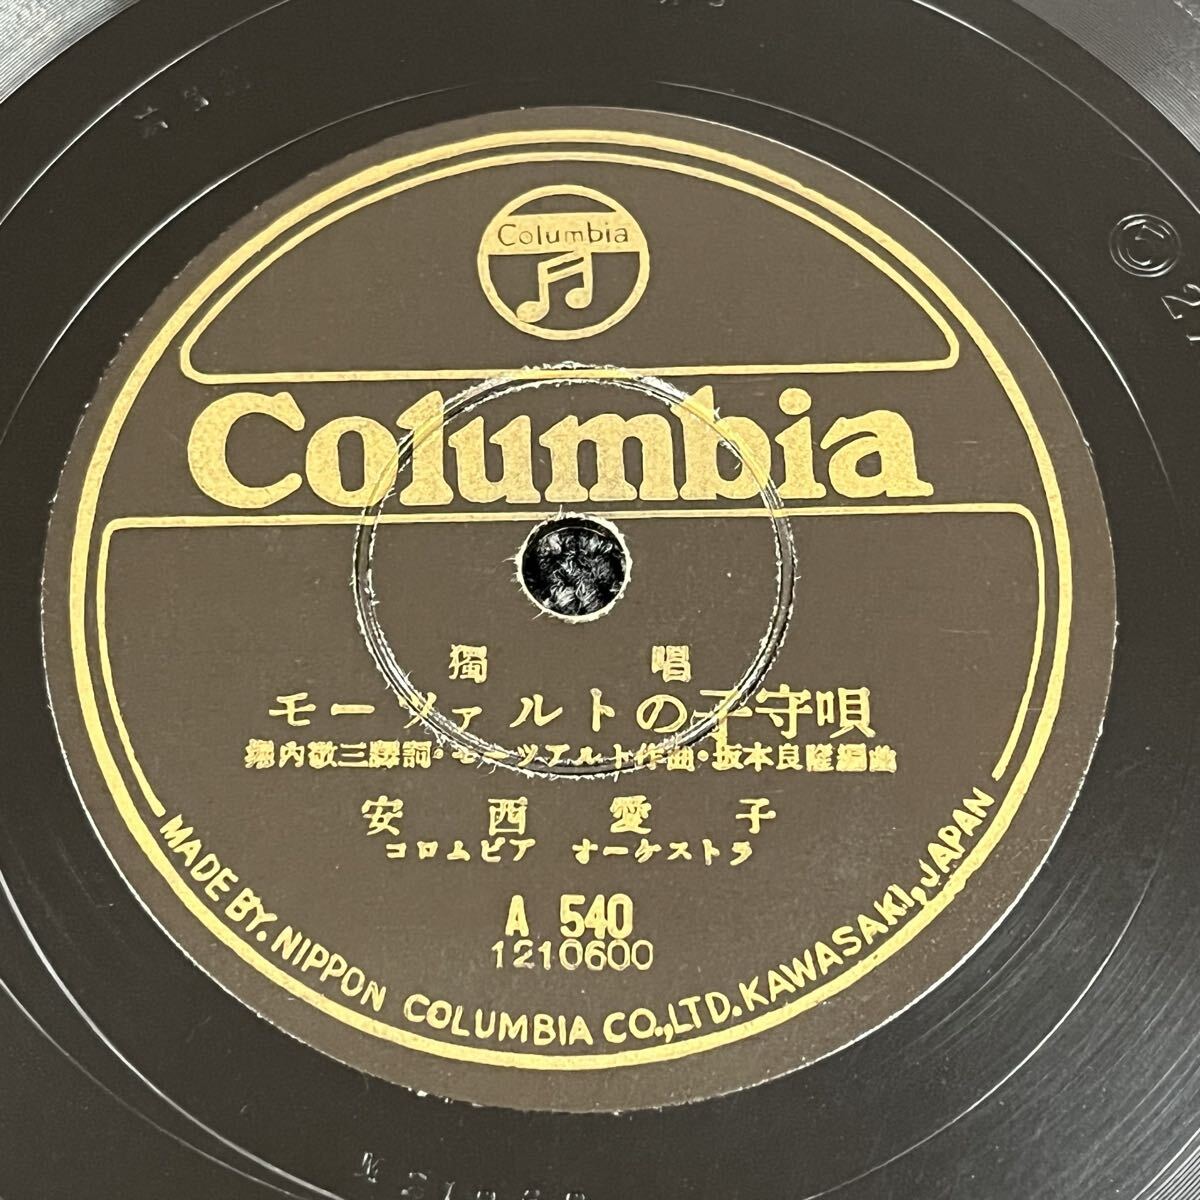 Columbia
Columbia
獨唱
モーツァルトの子守唄
堀内敬三譯詞・モーツアルト作曲・坂本良隆編曲
安西愛子
コロムビア オーケストラ
A 540
1210600
MADE BY. NIPPON COLUMBIA CO.,LTD. KAWASAKI, JAPAN